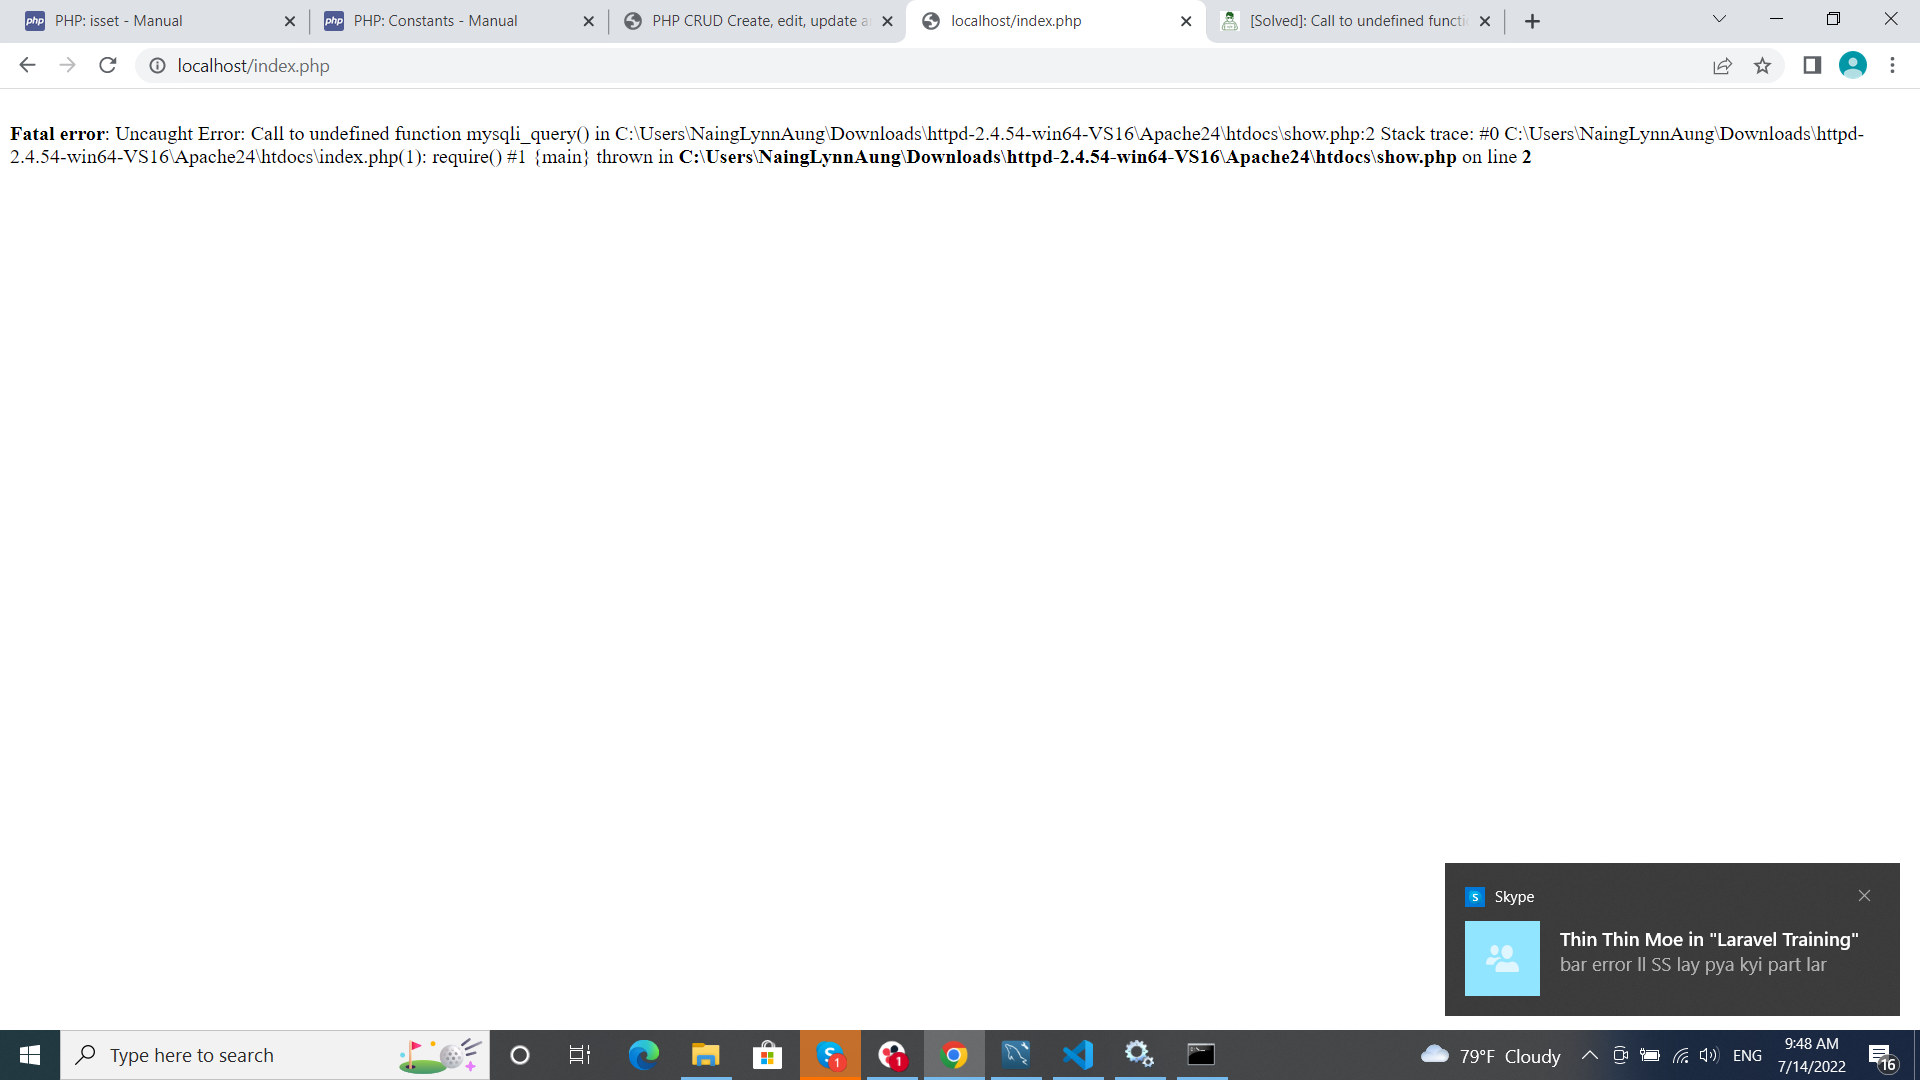 php PHP: isset - Manual
php PHP: Constants - Manual
PHP CRUD Create, edit, update a
localhost/index.php
[Solved]: Call to undefined functi
localhost/index.php
Fatal error: Uncaught Error: Call to undefined function mysqli_query() in C:\Users\NaingLynnAung\Downloads\httpd-2.4.54-win64-VS16\Apache24\htdocs\show.php:2 Stack trace: #0 C:\Users\NaingLynnAung\Downloads\httpd-
2.4.54-win64-VS16\Apache24\htdocs\index.php(1): require() #1 {main} thrown in C:\Users\NaingLynnAung\Downloads\httpd-2.4.54-win64-VS16\Apache24\htdocs\show.php on line 2
S Skype
Thin Thin Moe in "Laravel Training"
bar error ll SS lay pya kyi part lar
Type here to search
S 1
1
79°F Cloudy
ENG
9:48 AM
7/14/2022
16